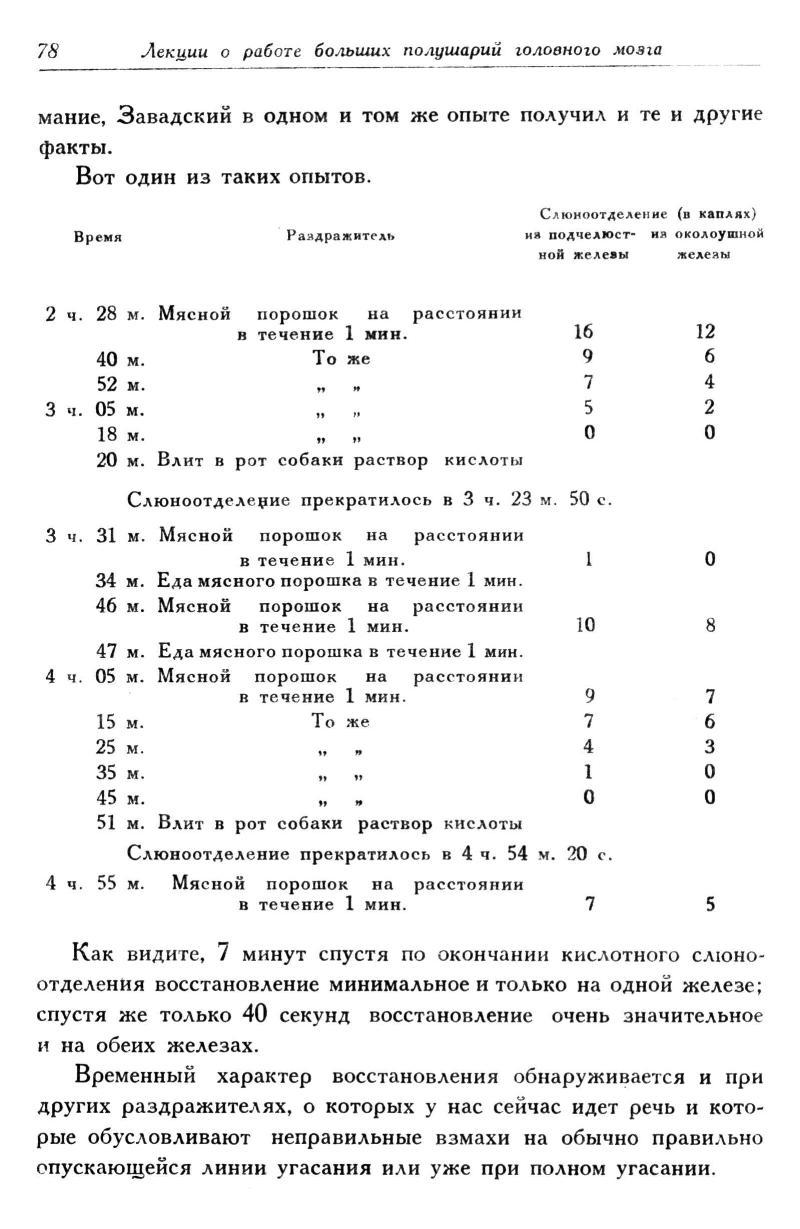 78 Лекции о работе больших полушарий головного мозга
мание, Завадский в одном и том же опыте получил и те и другие
факты.
Вот один из таких опытов.
Слюноотделение (в каплях)
Время Раздражитель из подчелюст- из околоушной
ной железы железы
2 ч. 28 м. Мясной порошок на расстоянии
в течение 1 мин. 16 12
40 м. То же 9 6
52 м. „ „ 7 4
3 ч. 05 м. „ „ 5 2
18 м. „ „ 0 0
20 м. Влит в рот собаки раствор кислоты
Слюноотделение прекратилось в 3 ч. 23 м. 50 с.
3 ч. 31 м. Мясной порошок на расстоянии
в течение 1 мин. 1 0
34 м. Еда мясного порошка в течение 1 мин.
46 м. Мясной порошок на расстоянии
в течение 1 мин. 10 8
47 м. Еда мясного порошка в течение 1 мин.
4 ч. 05 м. Мясной порошок на расстоянии
в течение 1 мин. 9 7
15 м. То же 7 6
25 м. „ „ 4 3
35 м. „ „ 1 0
45 м. „ „ 0 0
51 м. Влит в рот собаки раствор кислоты
Слюноотделение прекратилось в 4 ч. 54 м. 20 с.
4 ч. 55 м. Мясной порошок на расстоянии
в течение 1 мин. 7 5
Как видите, 7 минут спустя по окончании кислотного слюно-
отделения восстановление минимальное и только на одной железе;
спустя же только 40 секунд восстановление очень значительное
и на обеих железах.
Временный характер восстановления обнаруживается и при
других раздражителях, о которых у нас сейчас идет речь и кото-
рые обусловливают неправильные взмахи на обычно правильно
опускающейся линии угасания или уже при полном угасании.